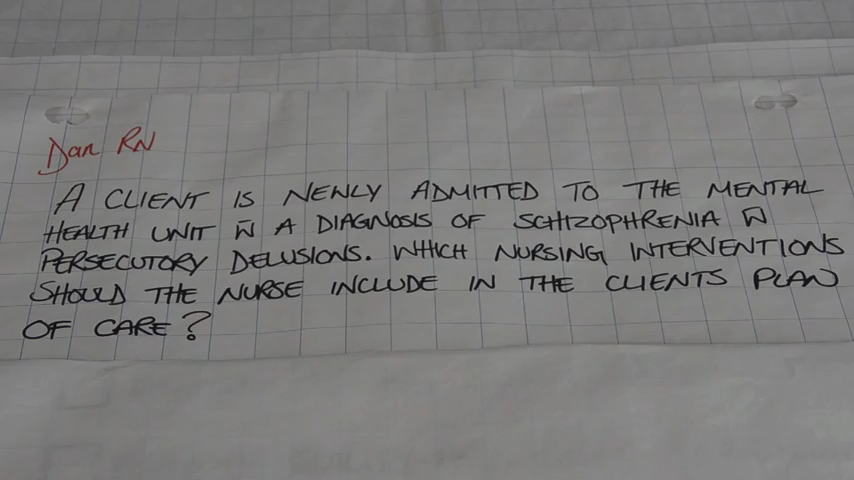 Dan RN
A CLIENT IS NENLY ADMITTED TO THE MENTAL
HEALTH UNIT W̄ A DIAGNOSIS OF SCHIZOPHRENIA W̄
PERSECUTORY DELUSIONS. WHICH NURSING INTERVENTIONS
SHOULD THE NURSE INCLUDE IN THE CLIENTS PLAN
OF CARE?